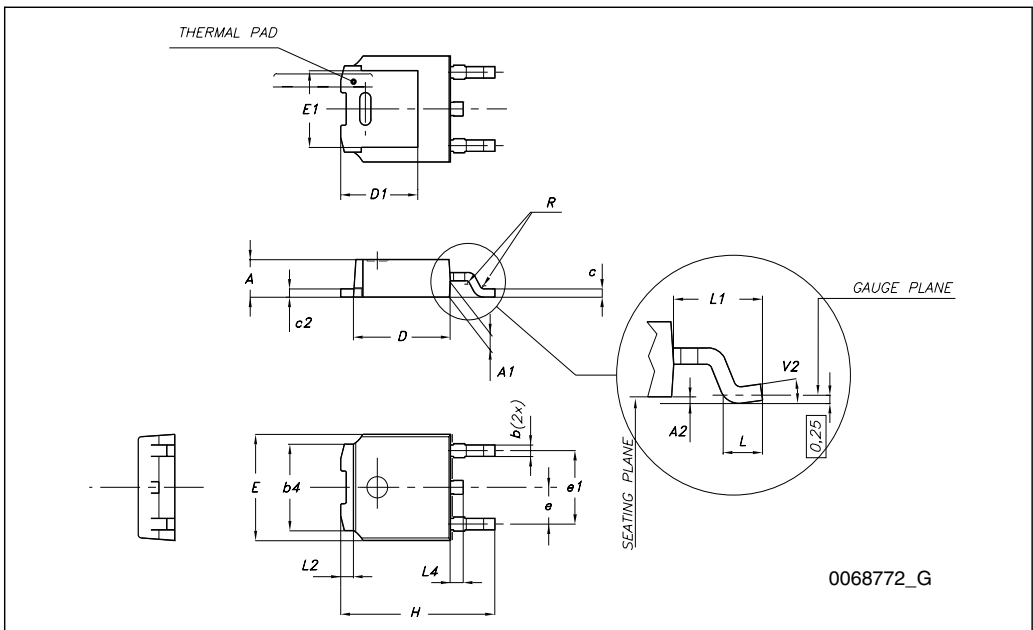 THERMAL PAD
E1
D1
R
A
c
c2
D
A1
L1
GAUGE PLANE
V2
A2
L
0,25
SEATING PLANE
b(2x)
E
b4
e
e1
L2
L4
H
0068772_G